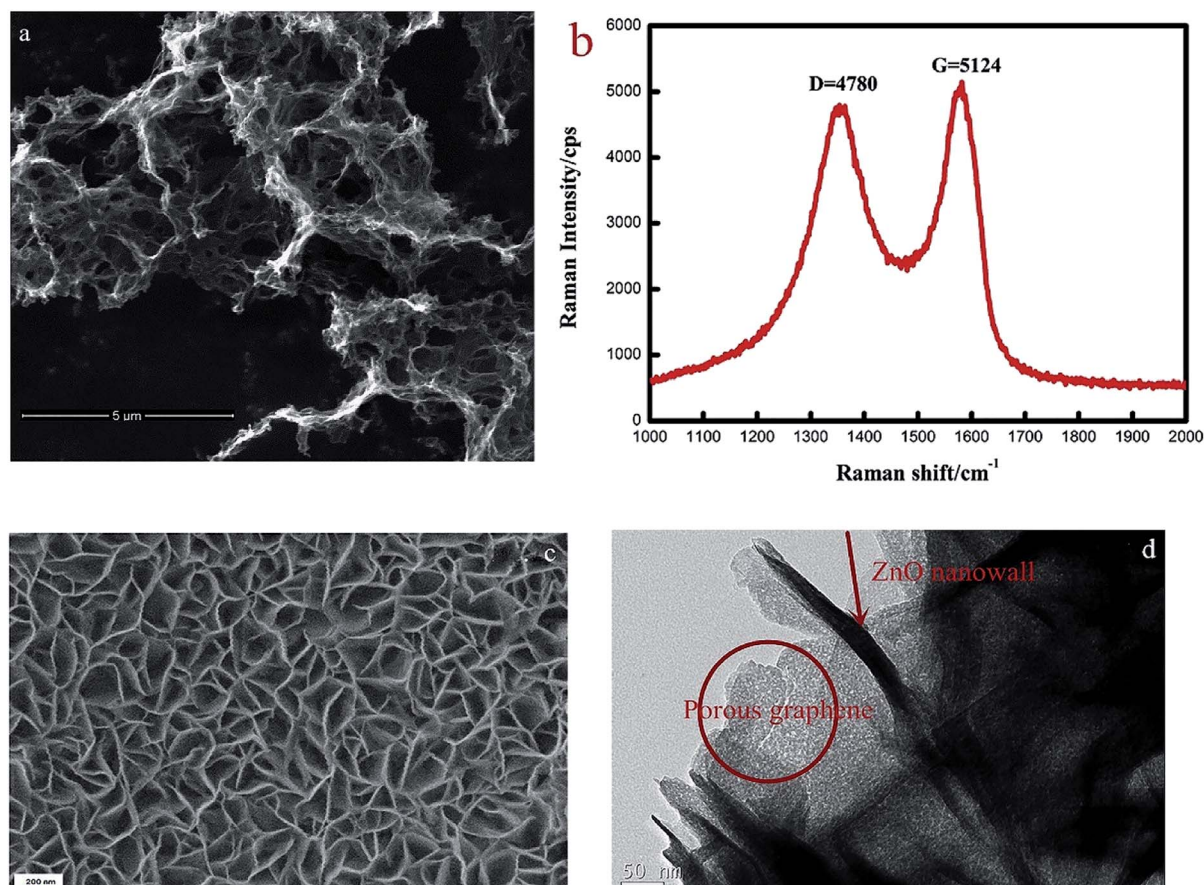 a
5 µm
b
D=4780
G=5124
6000
5000
4000
3000
2000
1000
0
1000 1100 1200 1300 1400 1500 1600 1700 1800 1900 2000
Raman Intensity/cps
Raman shift/cm⁻¹
c
200 nm
d
ZnO nanowall
Porous graphene
50 nm